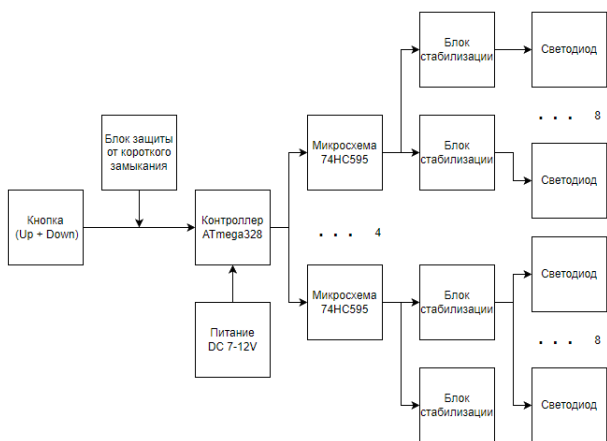 Блок
стабилизации
Светодиод
. . . 8
Блок защиты
от короткого
замыкания
Микросхема
74HC595
Блок
стабилизации
Светодиод
Кнопка
(Up + Down)
Контроллер
ATmega328
. . . 4
Микросхема
74HC595
Блок
стабилизации
Светодиод
Питание
DC 7-12V
. . . 8
Блок
стабилизации
Светодиод